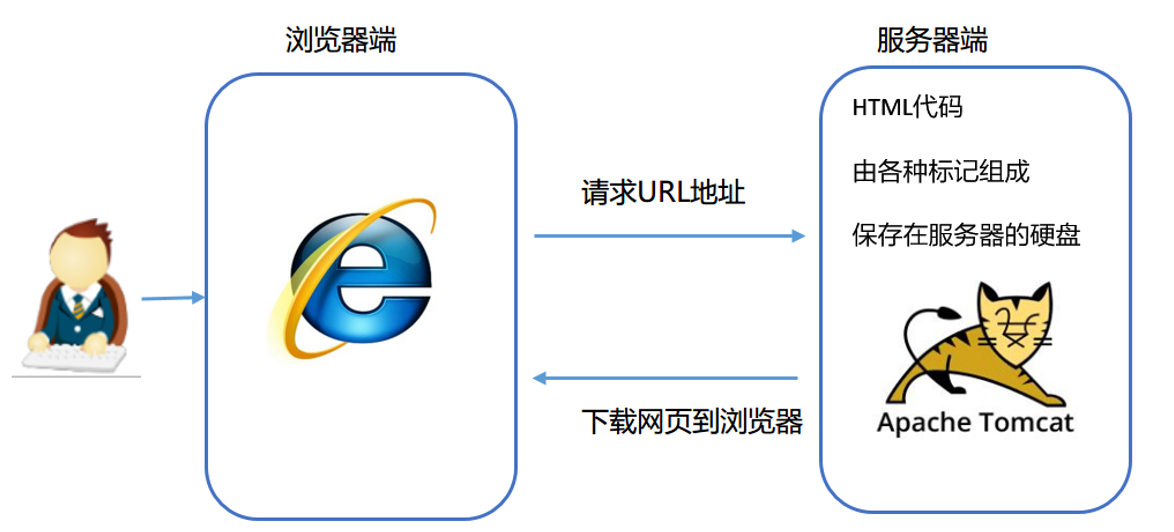 浏览器端
服务器端
HTML代码
由各种标记组成
保存在服务器的硬盘
请求URL地址
下载网页到浏览器
Apache Tomcat